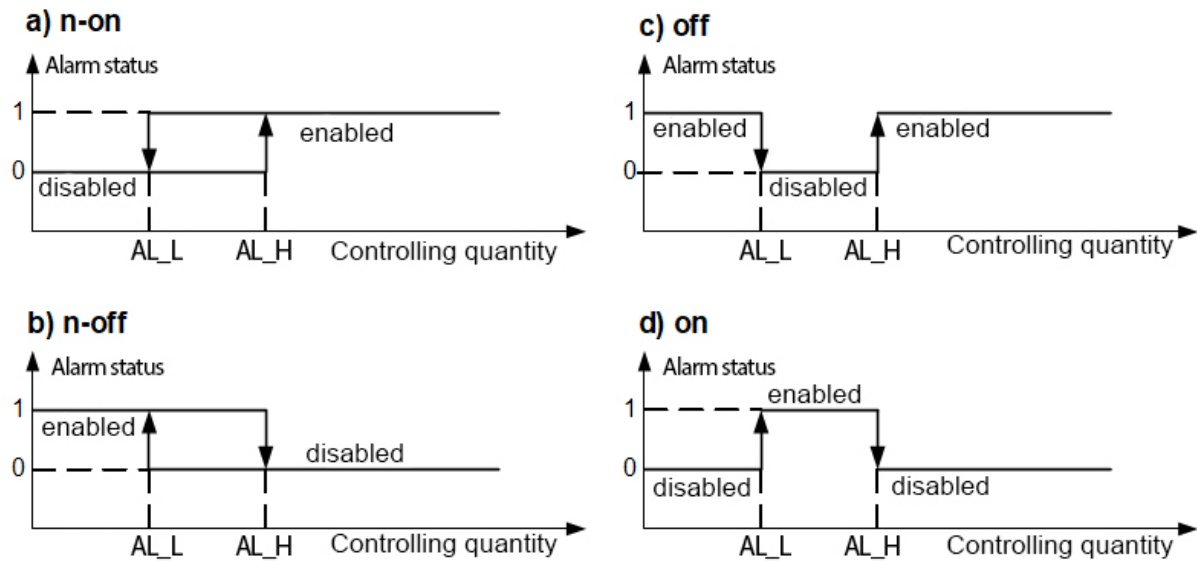 a) n-on
Alarm status
1
enabled
0
disabled
AL_L
AL_H
Controlling quantity
b) n-off
Alarm status
1
enabled
disabled
0
AL_L
AL_H
Controlling quantity
c) off
Alarm status
1
enabled
enabled
0
disabled
AL_L
AL_H
Controlling quantity
d) on
Alarm status
enabled
1
0
disabled
disabled
AL_L
AL_H
Controlling quantity